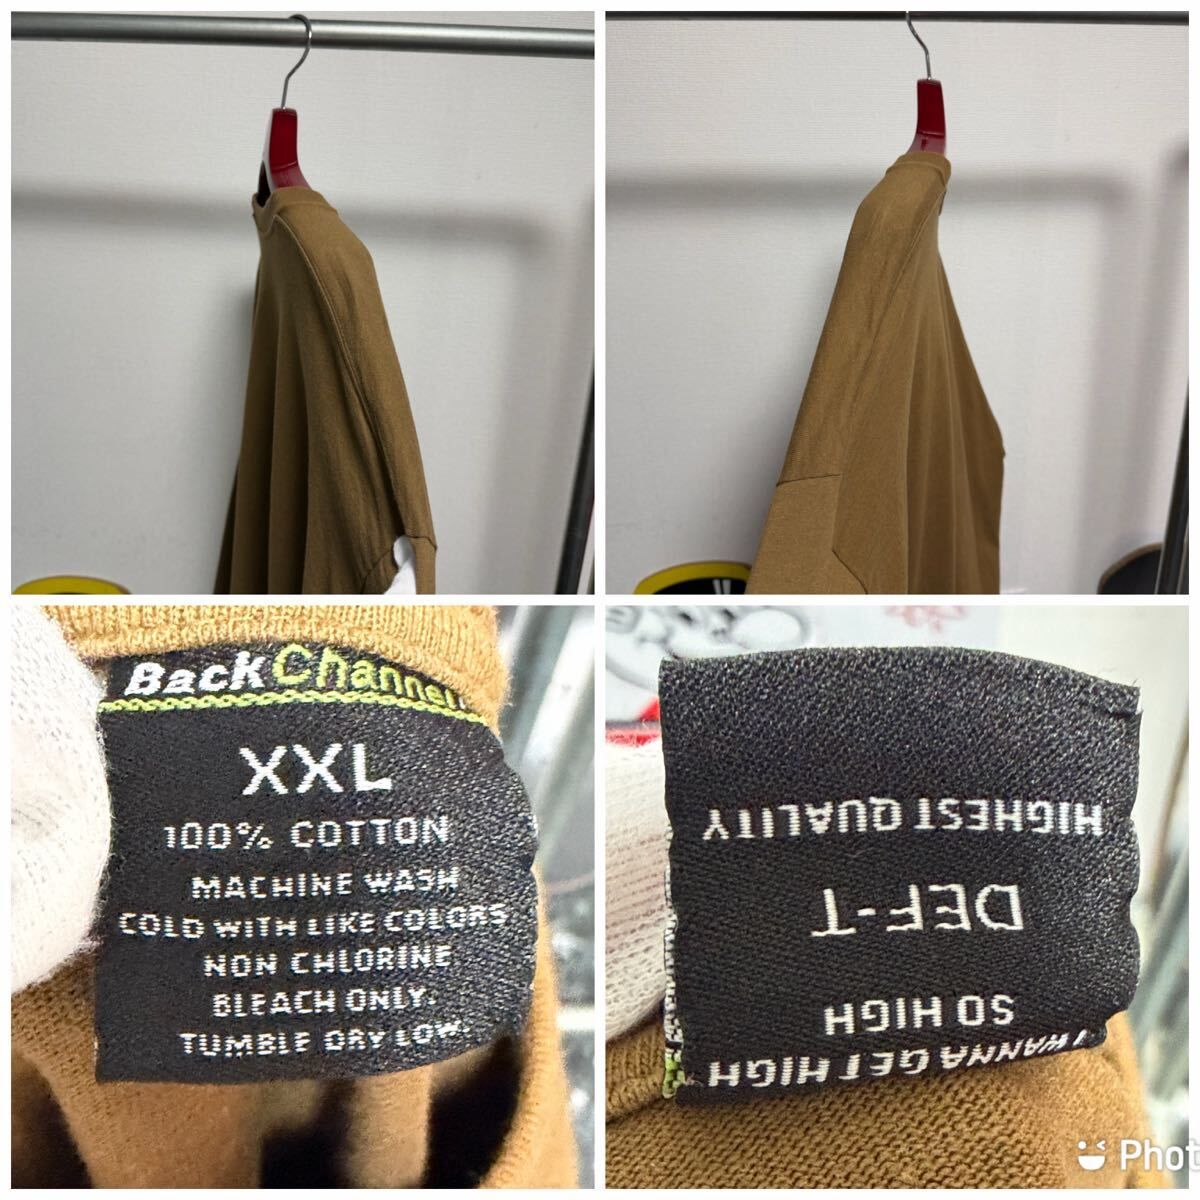 BackChannel
XXL
100% COTTON
MACHINE WASH
COLD WITH LIKE COLORS
NON CHLORINE
BLEACH ONLY.
TUMBLE DRY LOW.
I WANNA GET HIGH
SO HIGH
DEF-T
HIGHEST QUALITY
Phot